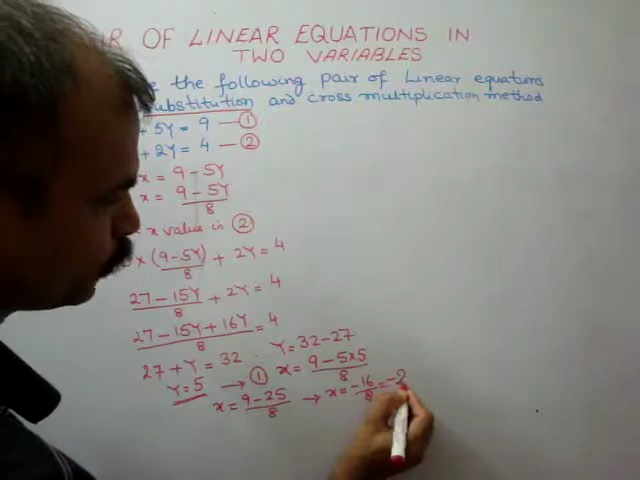 R OF LINEAR EQUATIONS IN
TWO VARIABLES
e the following pair of Linear equations
substitution and cross multiplication method
+ 5Y = 9 — ①
+ 2Y = 4 — ②
x = 9 - 5Y
x = (9 - 5Y)/8
x value in ②
x (9-5Y)/8 + 2Y = 4
(27 - 15Y)/8 + 2Y = 4
(27 - 15Y + 16Y)/8 = 4
27 + Y = 32 . Y = 32 - 27
Y = 5 → ① x = (9 - 5×5)/8
x = (9 - 25)/8 → x = -16/8 = -2